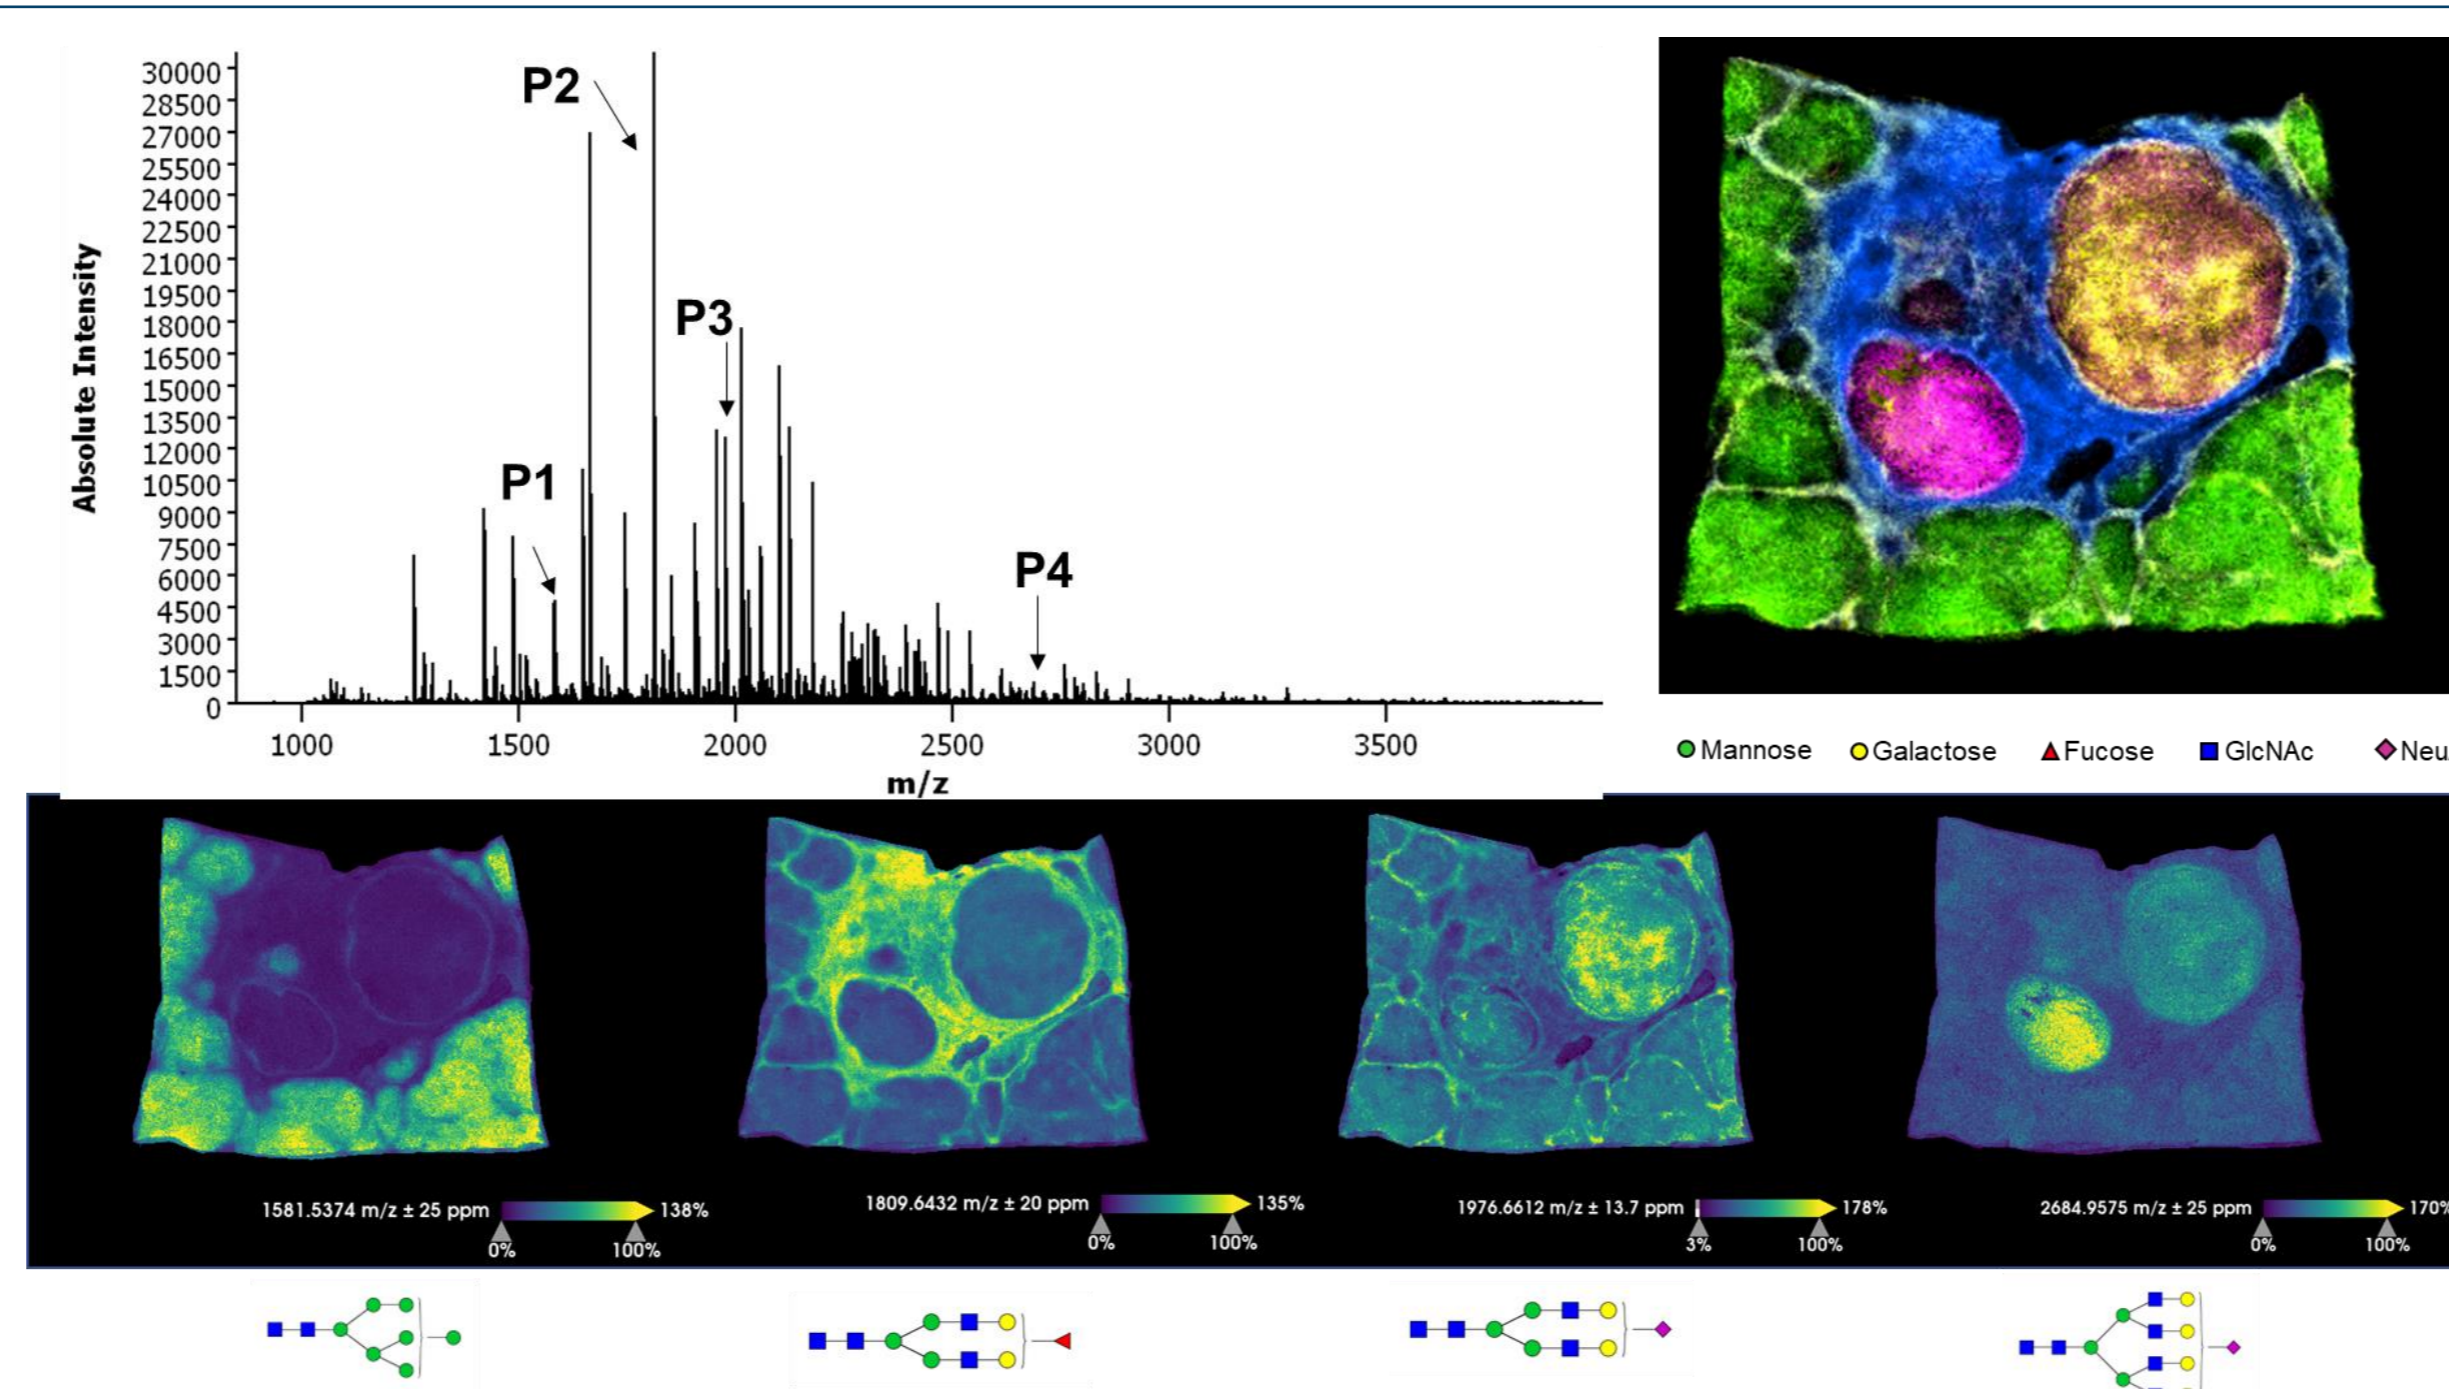 30000
28500
27000
25500
24000
22500
21000
19500
18000
16500
15000
13500
12000
10500
9000
7500
6000
4500
3000
1500
0
Absolute Intensity
P2
P3
P1
P4
1000 1500 2000 2500 3000 3500
m/z
Mannose Galactose Fucose GlcNAc
1581.5374 m/z ± 25 ppm 138%
0% 100%
1809.6432 m/z ± 20 ppm 135%
0% 100%
1976.6612 m/z ± 13.7 ppm 178%
3% 100%
2684.9575 m/z ± 25 ppm 170%
0% 100%